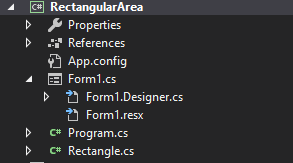 C# RectangularArea
Properties
References
App.config
Form1.cs
Form1.Designer.cs
Form1.resx
C# Program.cs
C# Rectangle.cs